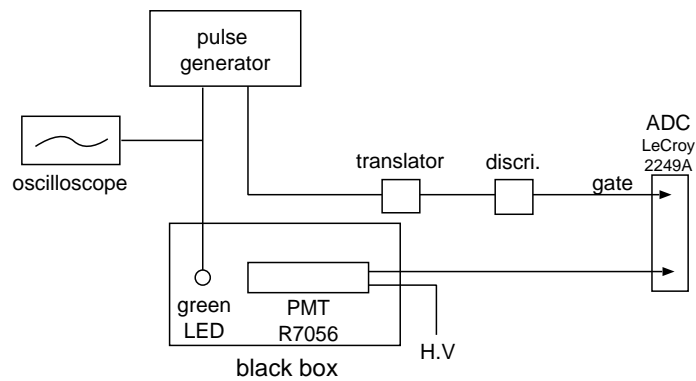 pulse
generator
oscilloscope
translator
discri.
gate
ADC
LeCroy
2249A
green
LED
PMT
R7056
H.V
black box